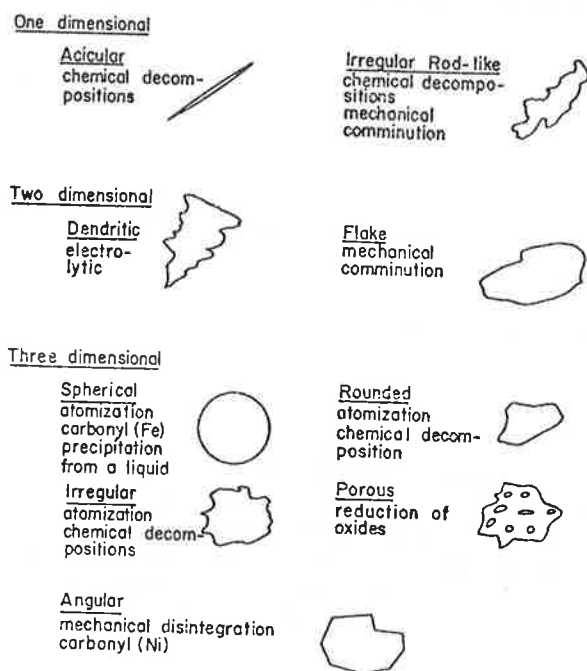 One dimensional
Acicular
chemical decom-
positions
Irregular Rod-like
chemical decompo-
sitions
mechanical
comminution
Two dimensional
Dendritic
electro-
lytic
Flake
mechanical
comminution
Three dimensional
Spherical
atomization
carbonyl (Fe)
precipitation
from a liquid
Rounded
atomization
chemical decom-
position
Irregular
atomization
chemical decom-
positions
Porous
reduction of
oxides
Angular
mechanical disintegration
carbonyl (Ni)